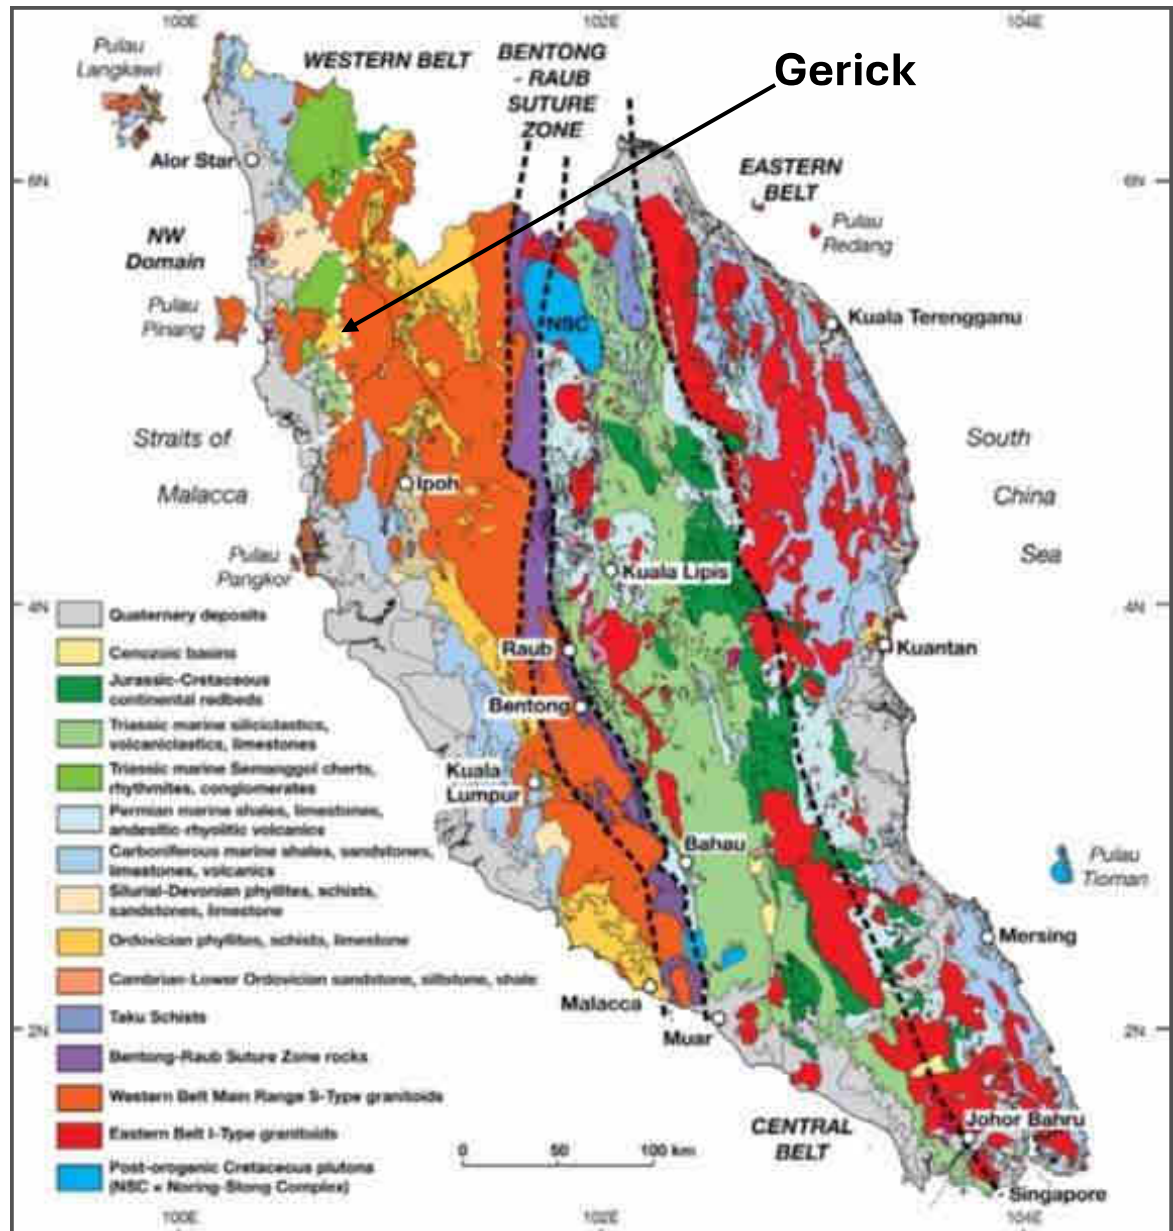 100E
102E
104E
Pulau
Langkawi
WESTERN BELT
BENTONG
- RAUB
SUTURE
ZONE
Gerick
Alor Star
6N
6N
EASTERN
BELT
Pulau
Redang
NW
Domain
Pulau
Pinang
NSC
Kuala Terengganu
Straits of
Malacca
South
China
Sea
Ipoh
Pulau
Pangkor
Kuala Lipis
4N
4N
Quaternery deposits
Cenozoic basins
Jurassic-Cretaceous
continental redbeds
Triassic marine siliciclastics,
volcaniclastics, limestones
Triassic marine Semanggol cherts,
rhythmites, conglomerates
Permian marine shales, limestones,
andesitic-rhyolitic volcanics
Carboniferous marine shales, sandstones,
limestones, volcanics
Silurial-Devonian phyllites, schists,
sandstones, limestone
Ordovician phyllites, schists, limestone
Cambrian-Lower Ordovician sandstone, siltstone, shale
Taku Schists
Bentong-Raub Suture Zone rocks
Western Belt Main Range S-Type granitoids
Eastern Belt I-Type granitoids
Post-orogenic Cretaceous plutons
(NSC = Noring-Stong Complex)
Raub
Kuantan
Bentong
Kuala
Lumpur
Bahau
Pulau
Tioman
Mersing
Malacca
Muar
2N
2N
CENTRAL
BELT
Johor Bahru
0
50
100 km
- Singapore
100E
102E
104E